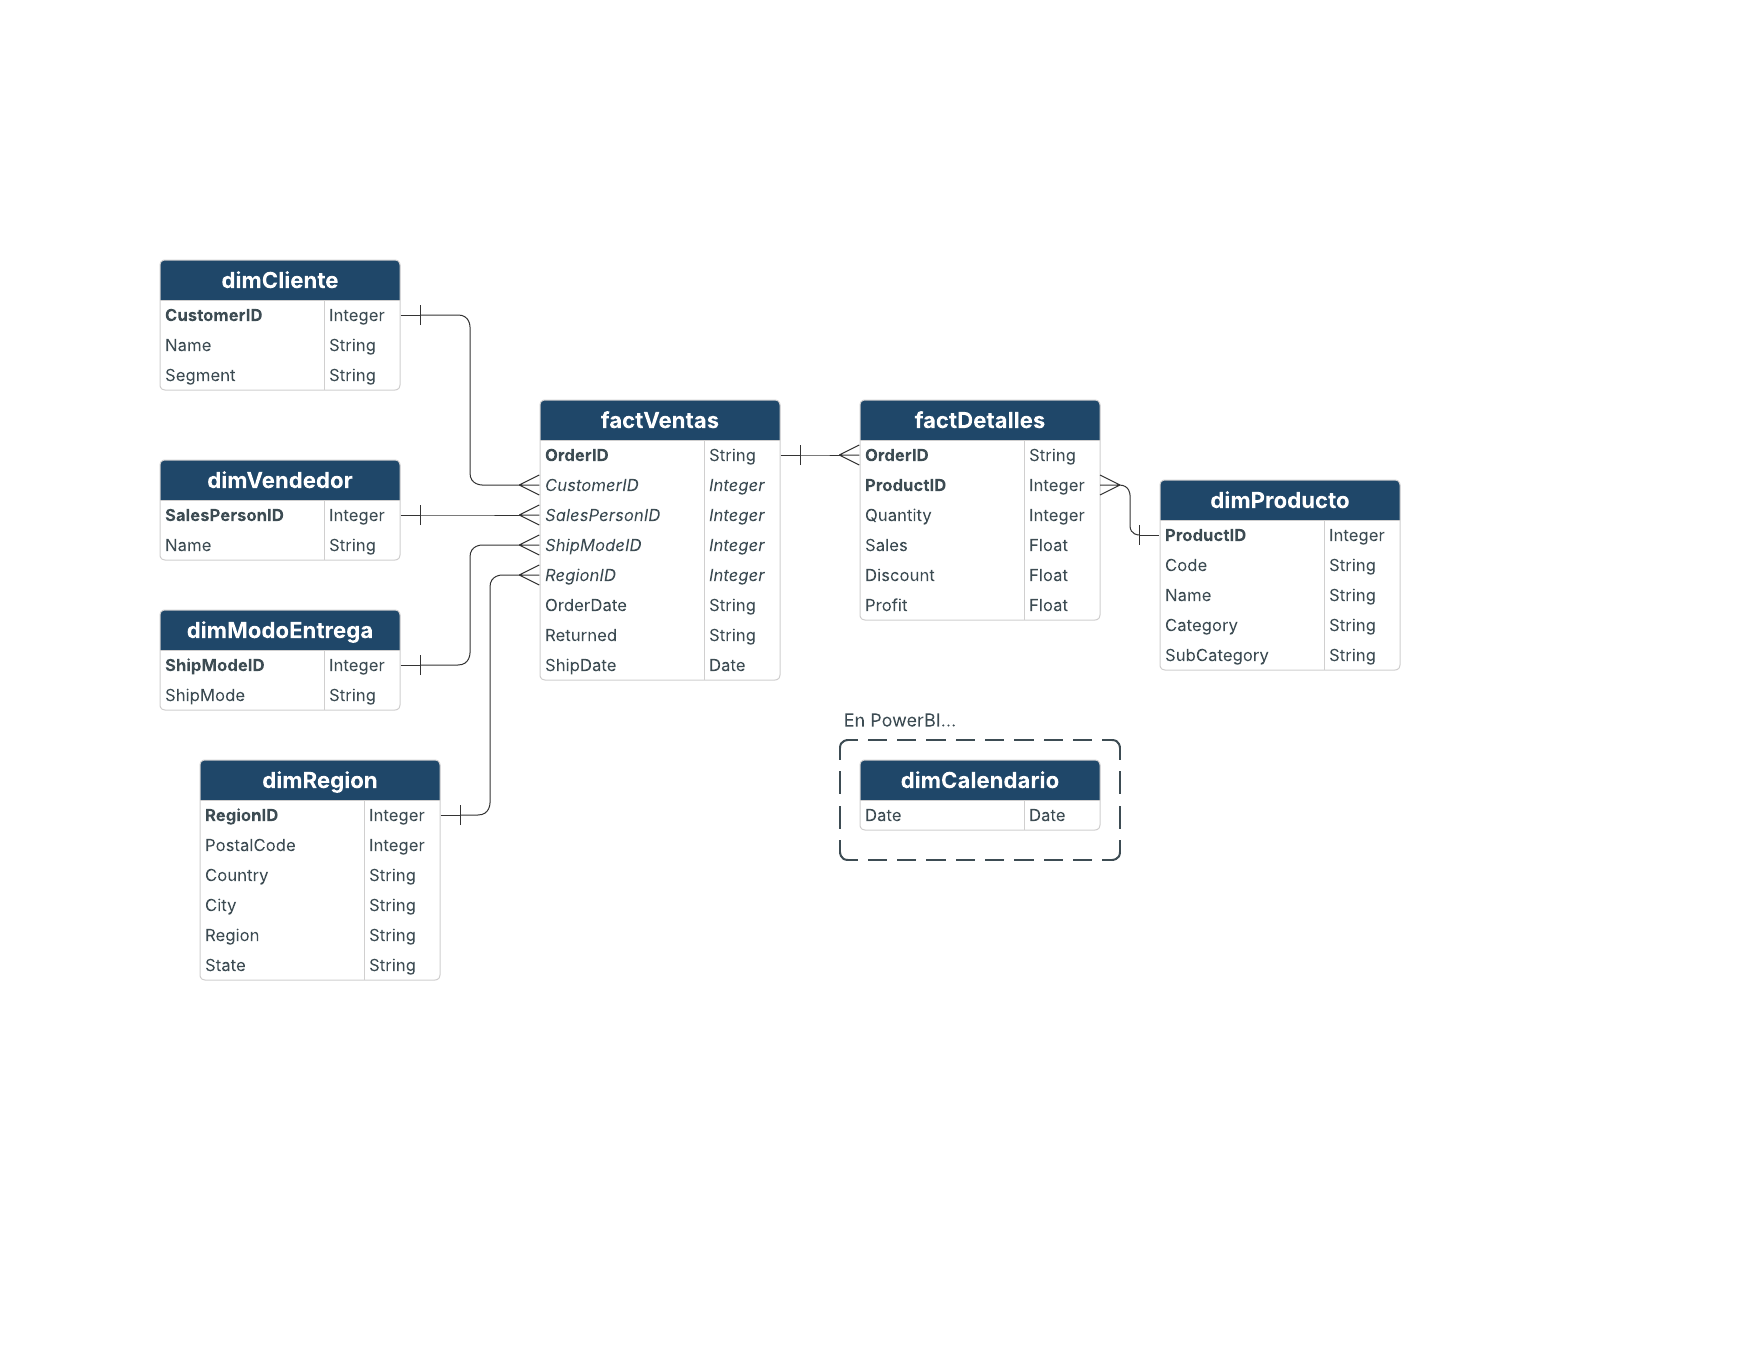 dimCliente
CustomerID Integer
Name String
Segment String
dimVendedor
SalesPersonID Integer
Name String
dimModoEntrega
ShipModeID Integer
ShipMode String
dimRegion
RegionID Integer
PostalCode Integer
Country String
City String
Region String
State String
factVentas
OrderID String
CustomerID Integer
SalesPersonID Integer
ShipModeID Integer
RegionID Integer
OrderDate String
Returned String
ShipDate Date
factDetalles
OrderID String
ProductID Integer
Quantity Integer
Sales Float
Discount Float
Profit Float
dimProducto
ProductID Integer
Code String
Name String
Category String
SubCategory String
En PowerBI...
dimCalendario
Date Date